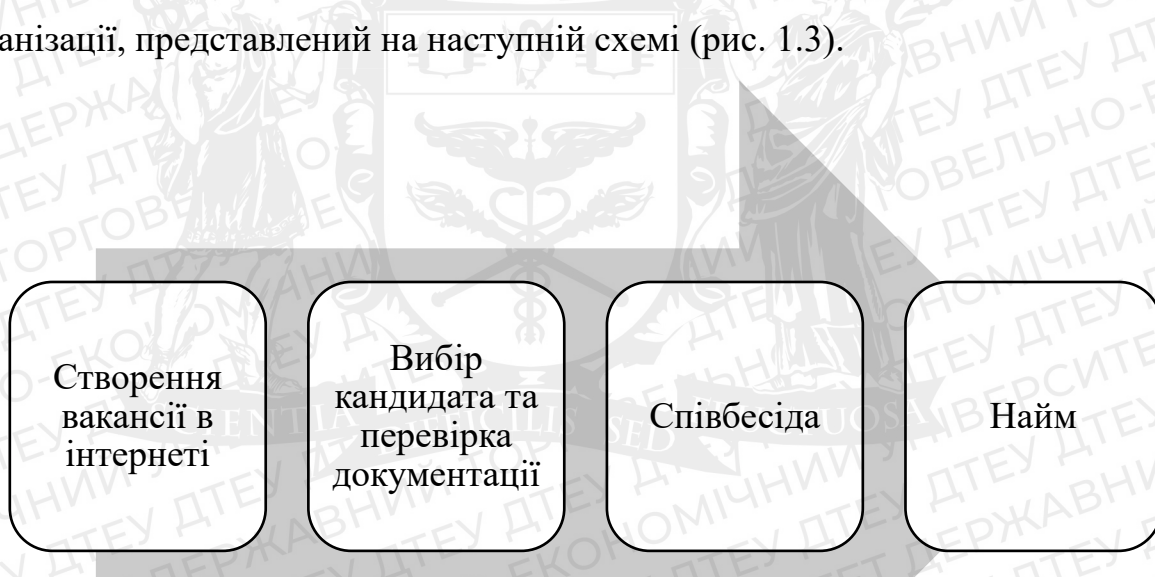 анізації, представлений на наступній схемі (рис. 1.3).
Створення
вакансії в
інтернеті
Вибір
кандидата та
перевірка
документації
Співбесіда
Найм